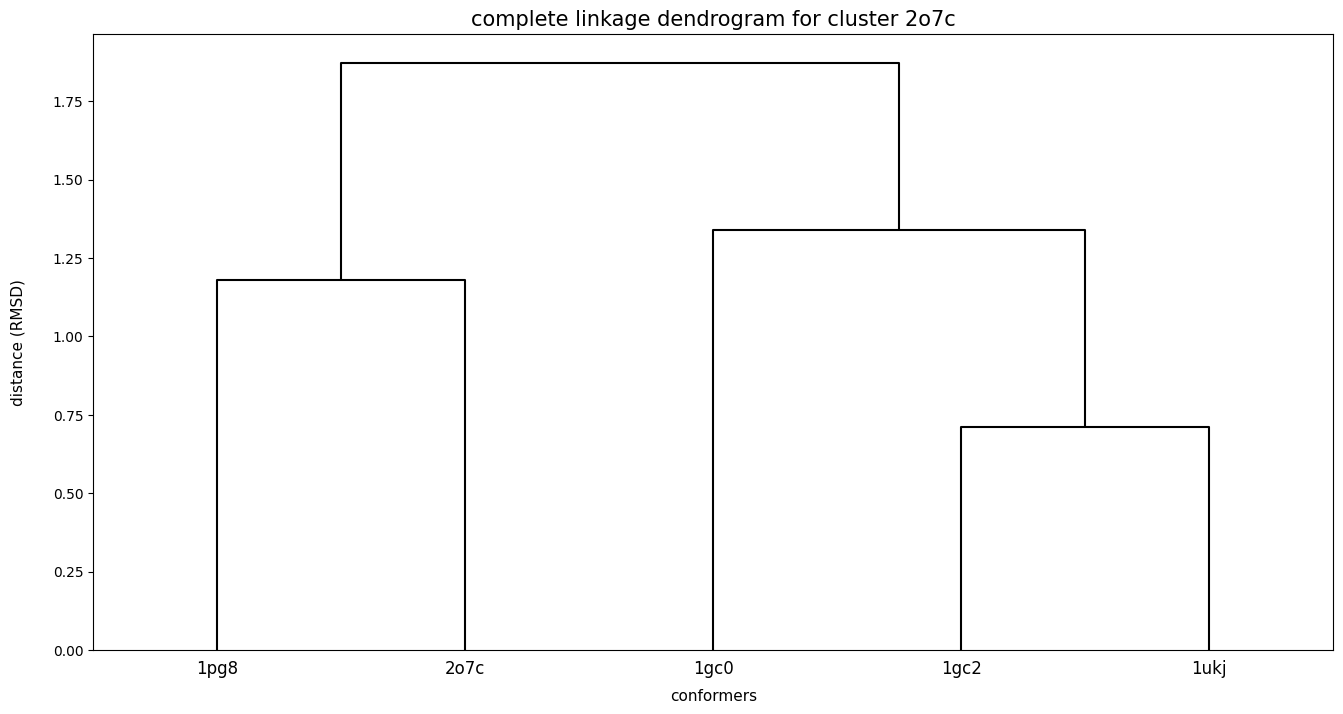 complete linkage dendrogram for cluster 2o7c
1.75
1.50
1.25
1.00
0.75
0.50
0.25
0.00
distance (RMSD)
1pg8 2o7c 1gc0 1gc2 1ukj
conformers